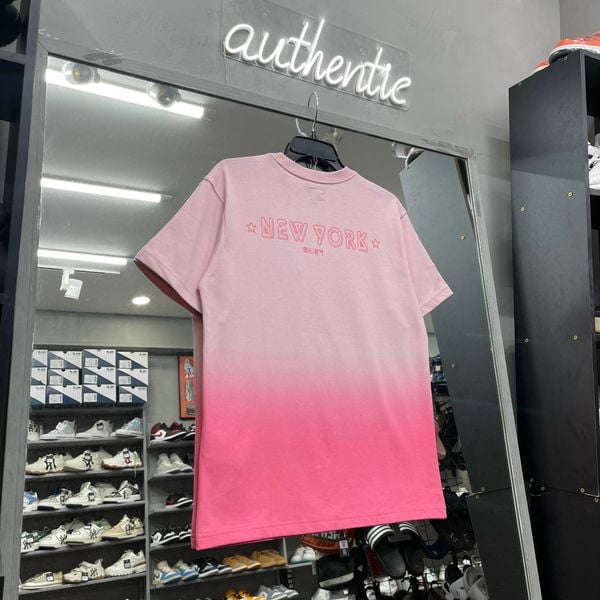 authentic
☆ NEW YORK ☆